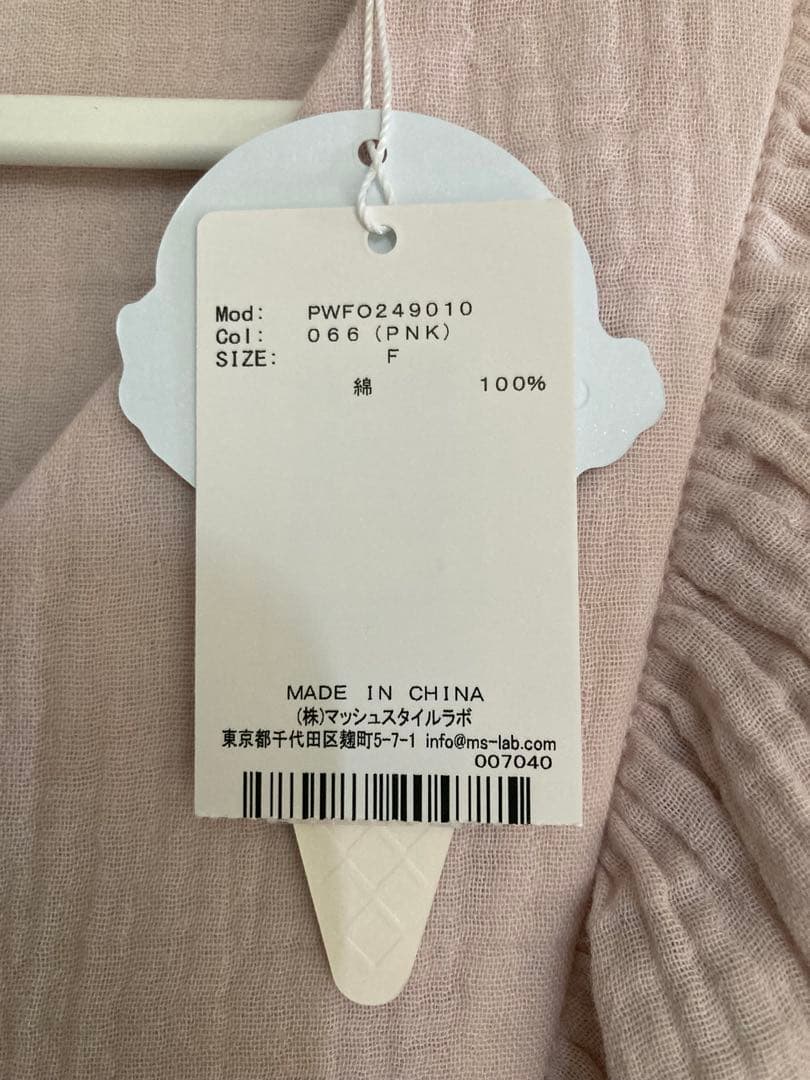 Mod: PWFO249010
Col: 066(PNK)
SIZE: F
綿 100%
MADE IN CHINA
(株)マッシュスタイルラボ
東京都千代田区麹町5-7-1 info@ms-lab.com
007040